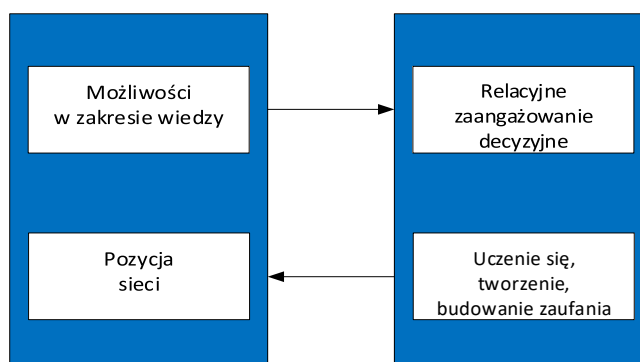 Możliwości
w zakresie wiedzy
Relacyjne
zaangażowanie
decyzyjne
Pozycja
sieci
Uczenie się,
tworzenie,
budowanie zaufania